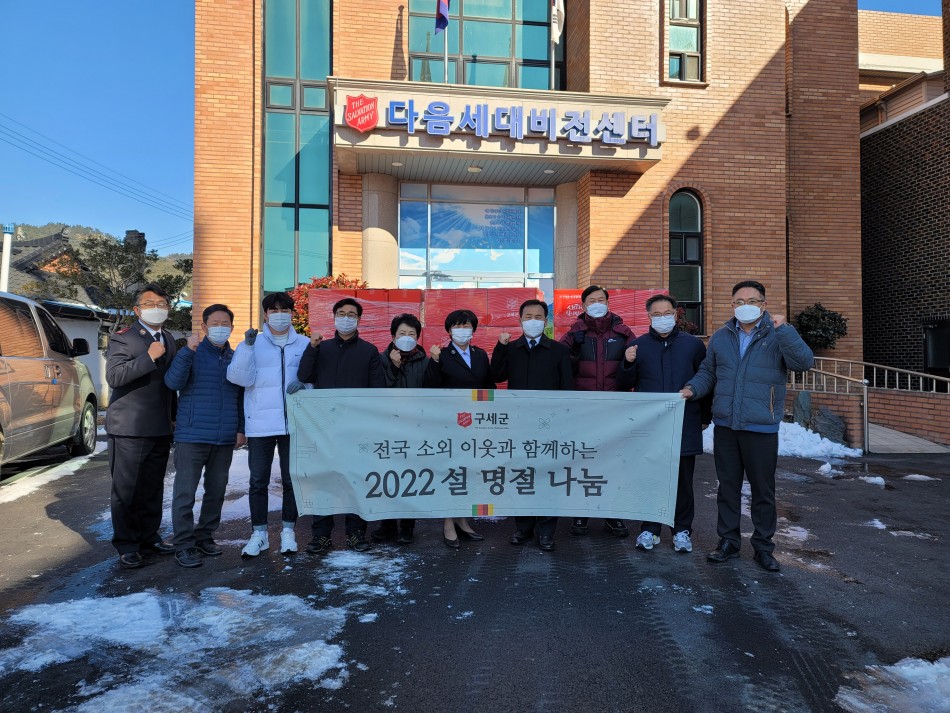 THE
SALVATION
ARMY
다음세대비전센터
구세군
전국 소외 이웃과 함께하는
2022 설 명절 나눔